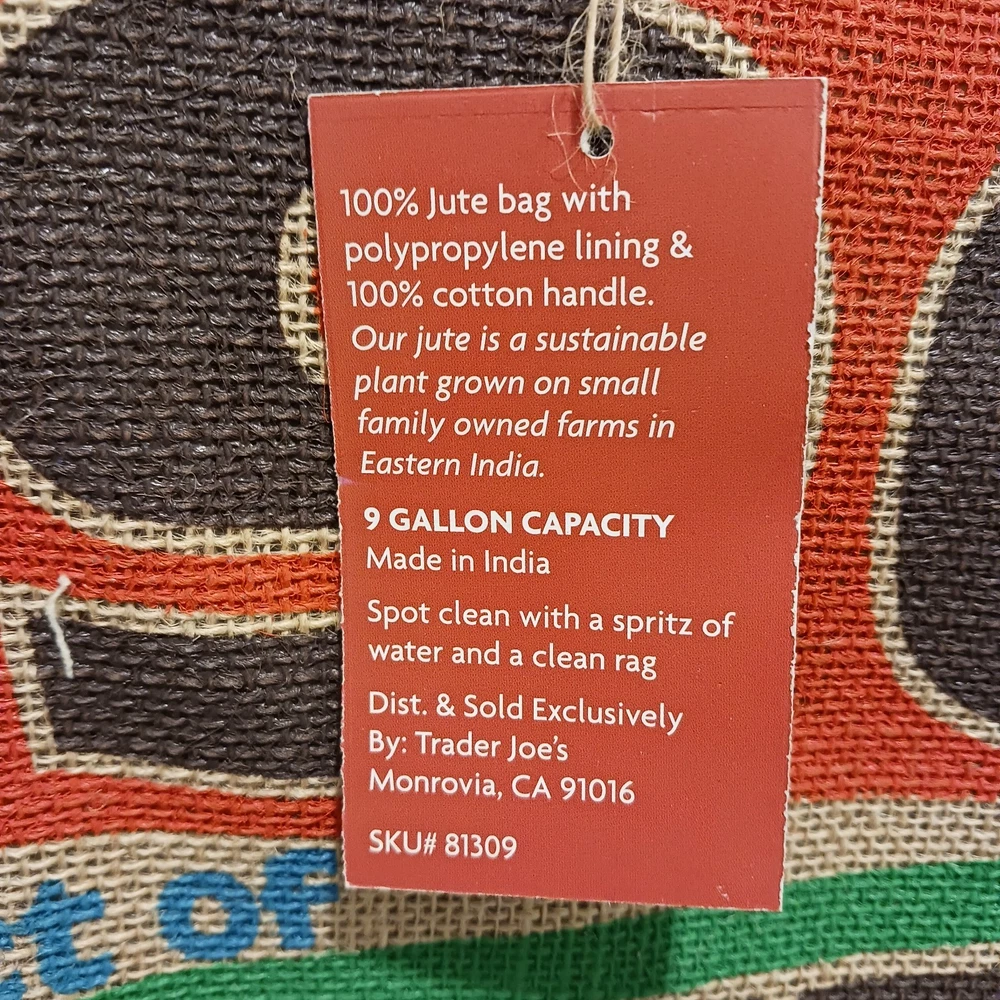 100% Jute bag with
polypropylene lining &
100% cotton handle.
Our jute is a sustainable
plant grown on small
family owned farms in
Eastern India.
9 GALLON CAPACITY
Made in India
Spot clean with a spritz of
water and a clean rag
Dist. & Sold Exclusively
By: Trader Joe's
Monrovia, CA 91016
SKU# 81309
of